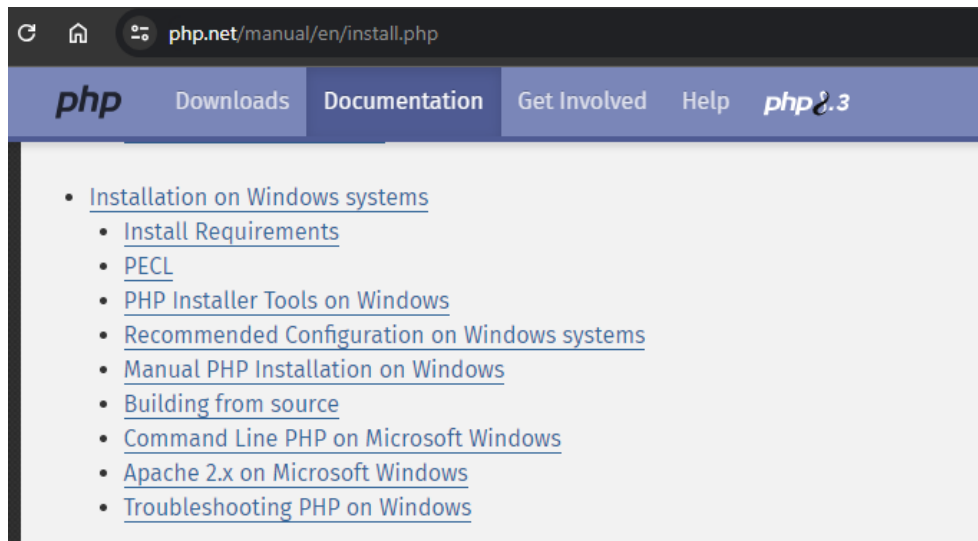 php.net/manual/en/install.php
php Downloads Documentation Get Involved Help php8.3
Installation on Windows systems
Install Requirements
PECL
PHP Installer Tools on Windows
Recommended Configuration on Windows systems
Manual PHP Installation on Windows
Building from source
Command Line PHP on Microsoft Windows
Apache 2.x on Microsoft Windows
Troubleshooting PHP on Windows